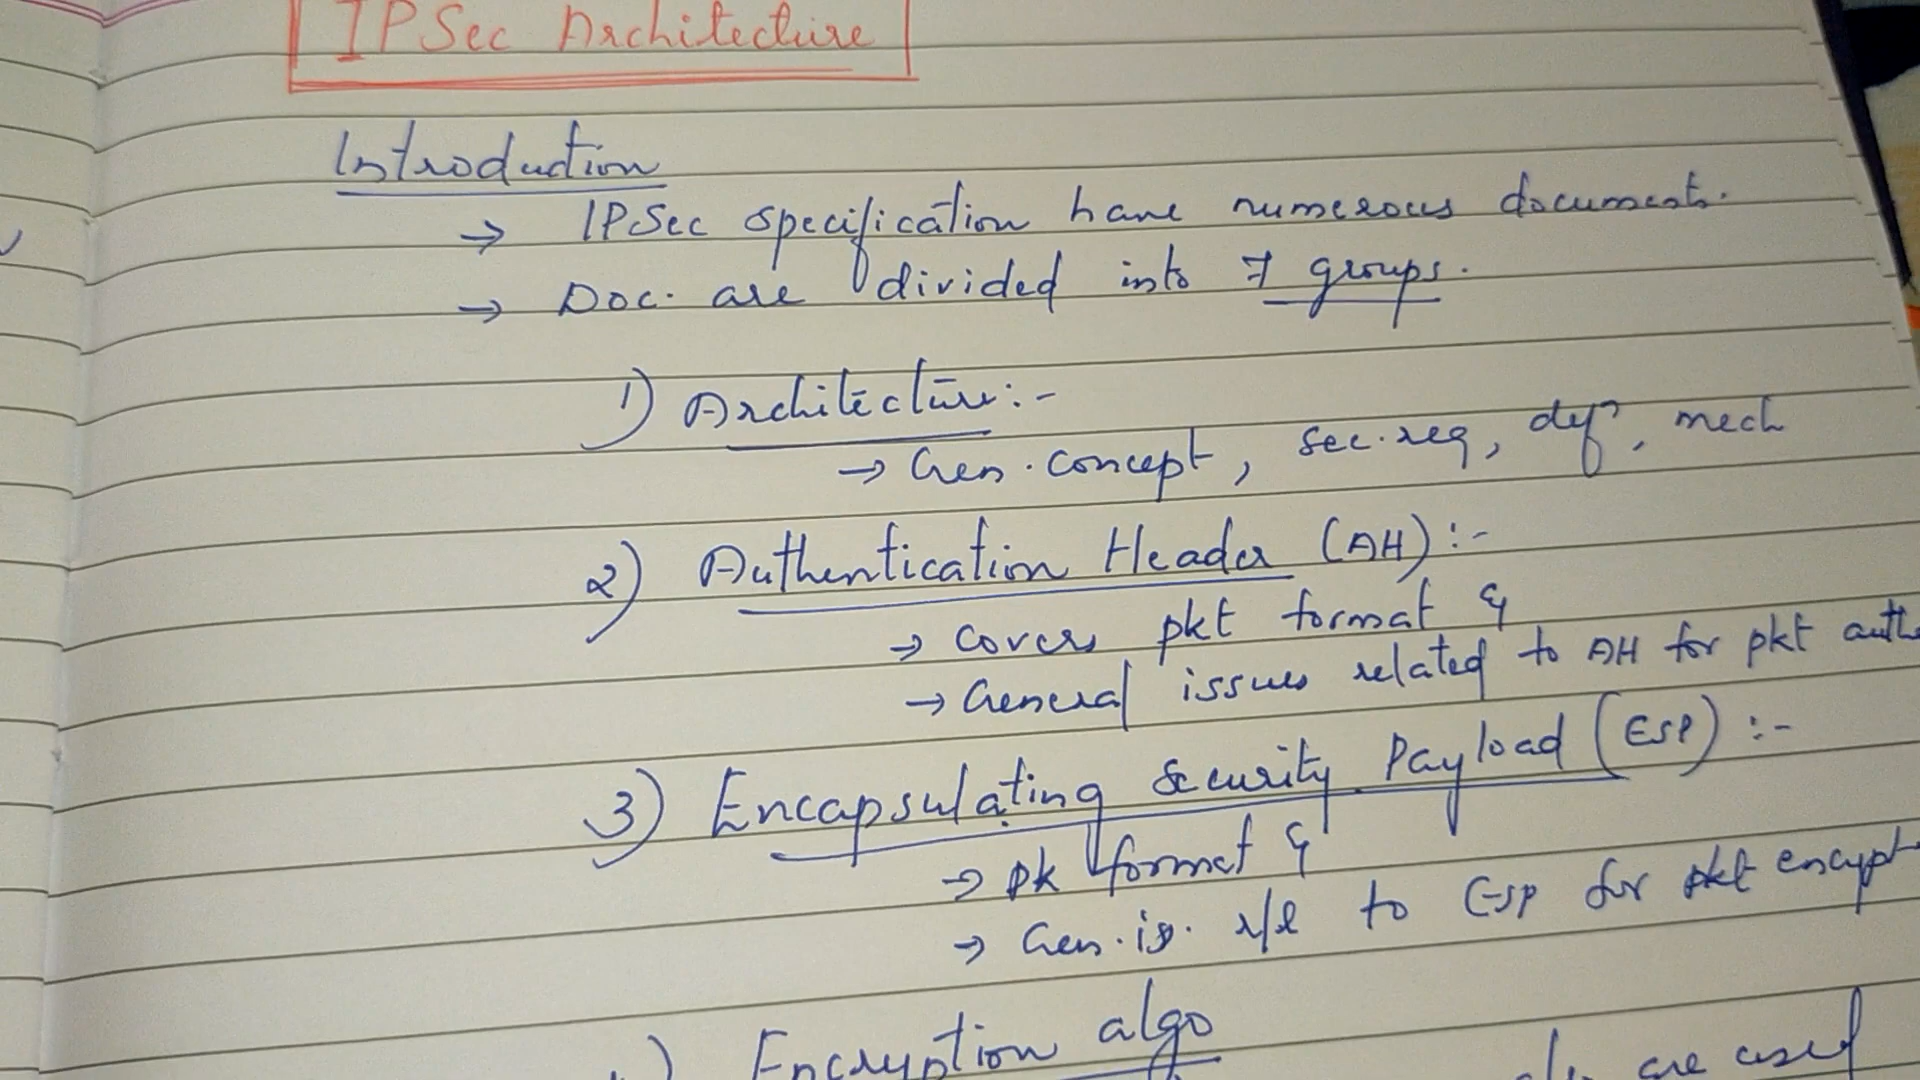 IPSec Architecture
Introduction
→ IPSec specification have numerous documents.
→ Doc. are divided into 7 groups.
1) Architecture:-
→ Gen. concept, sec. req, defⁿ, mech
2) Authentication Header (AH):-
→ Covers pkt format &
→ General issues related to AH for pkt auth
3) Encapsulating Security Payload (ESP):-
→ pk format &
→ Gen. is. r/l to ESP for pkt encrypt
Encryption algo
are used